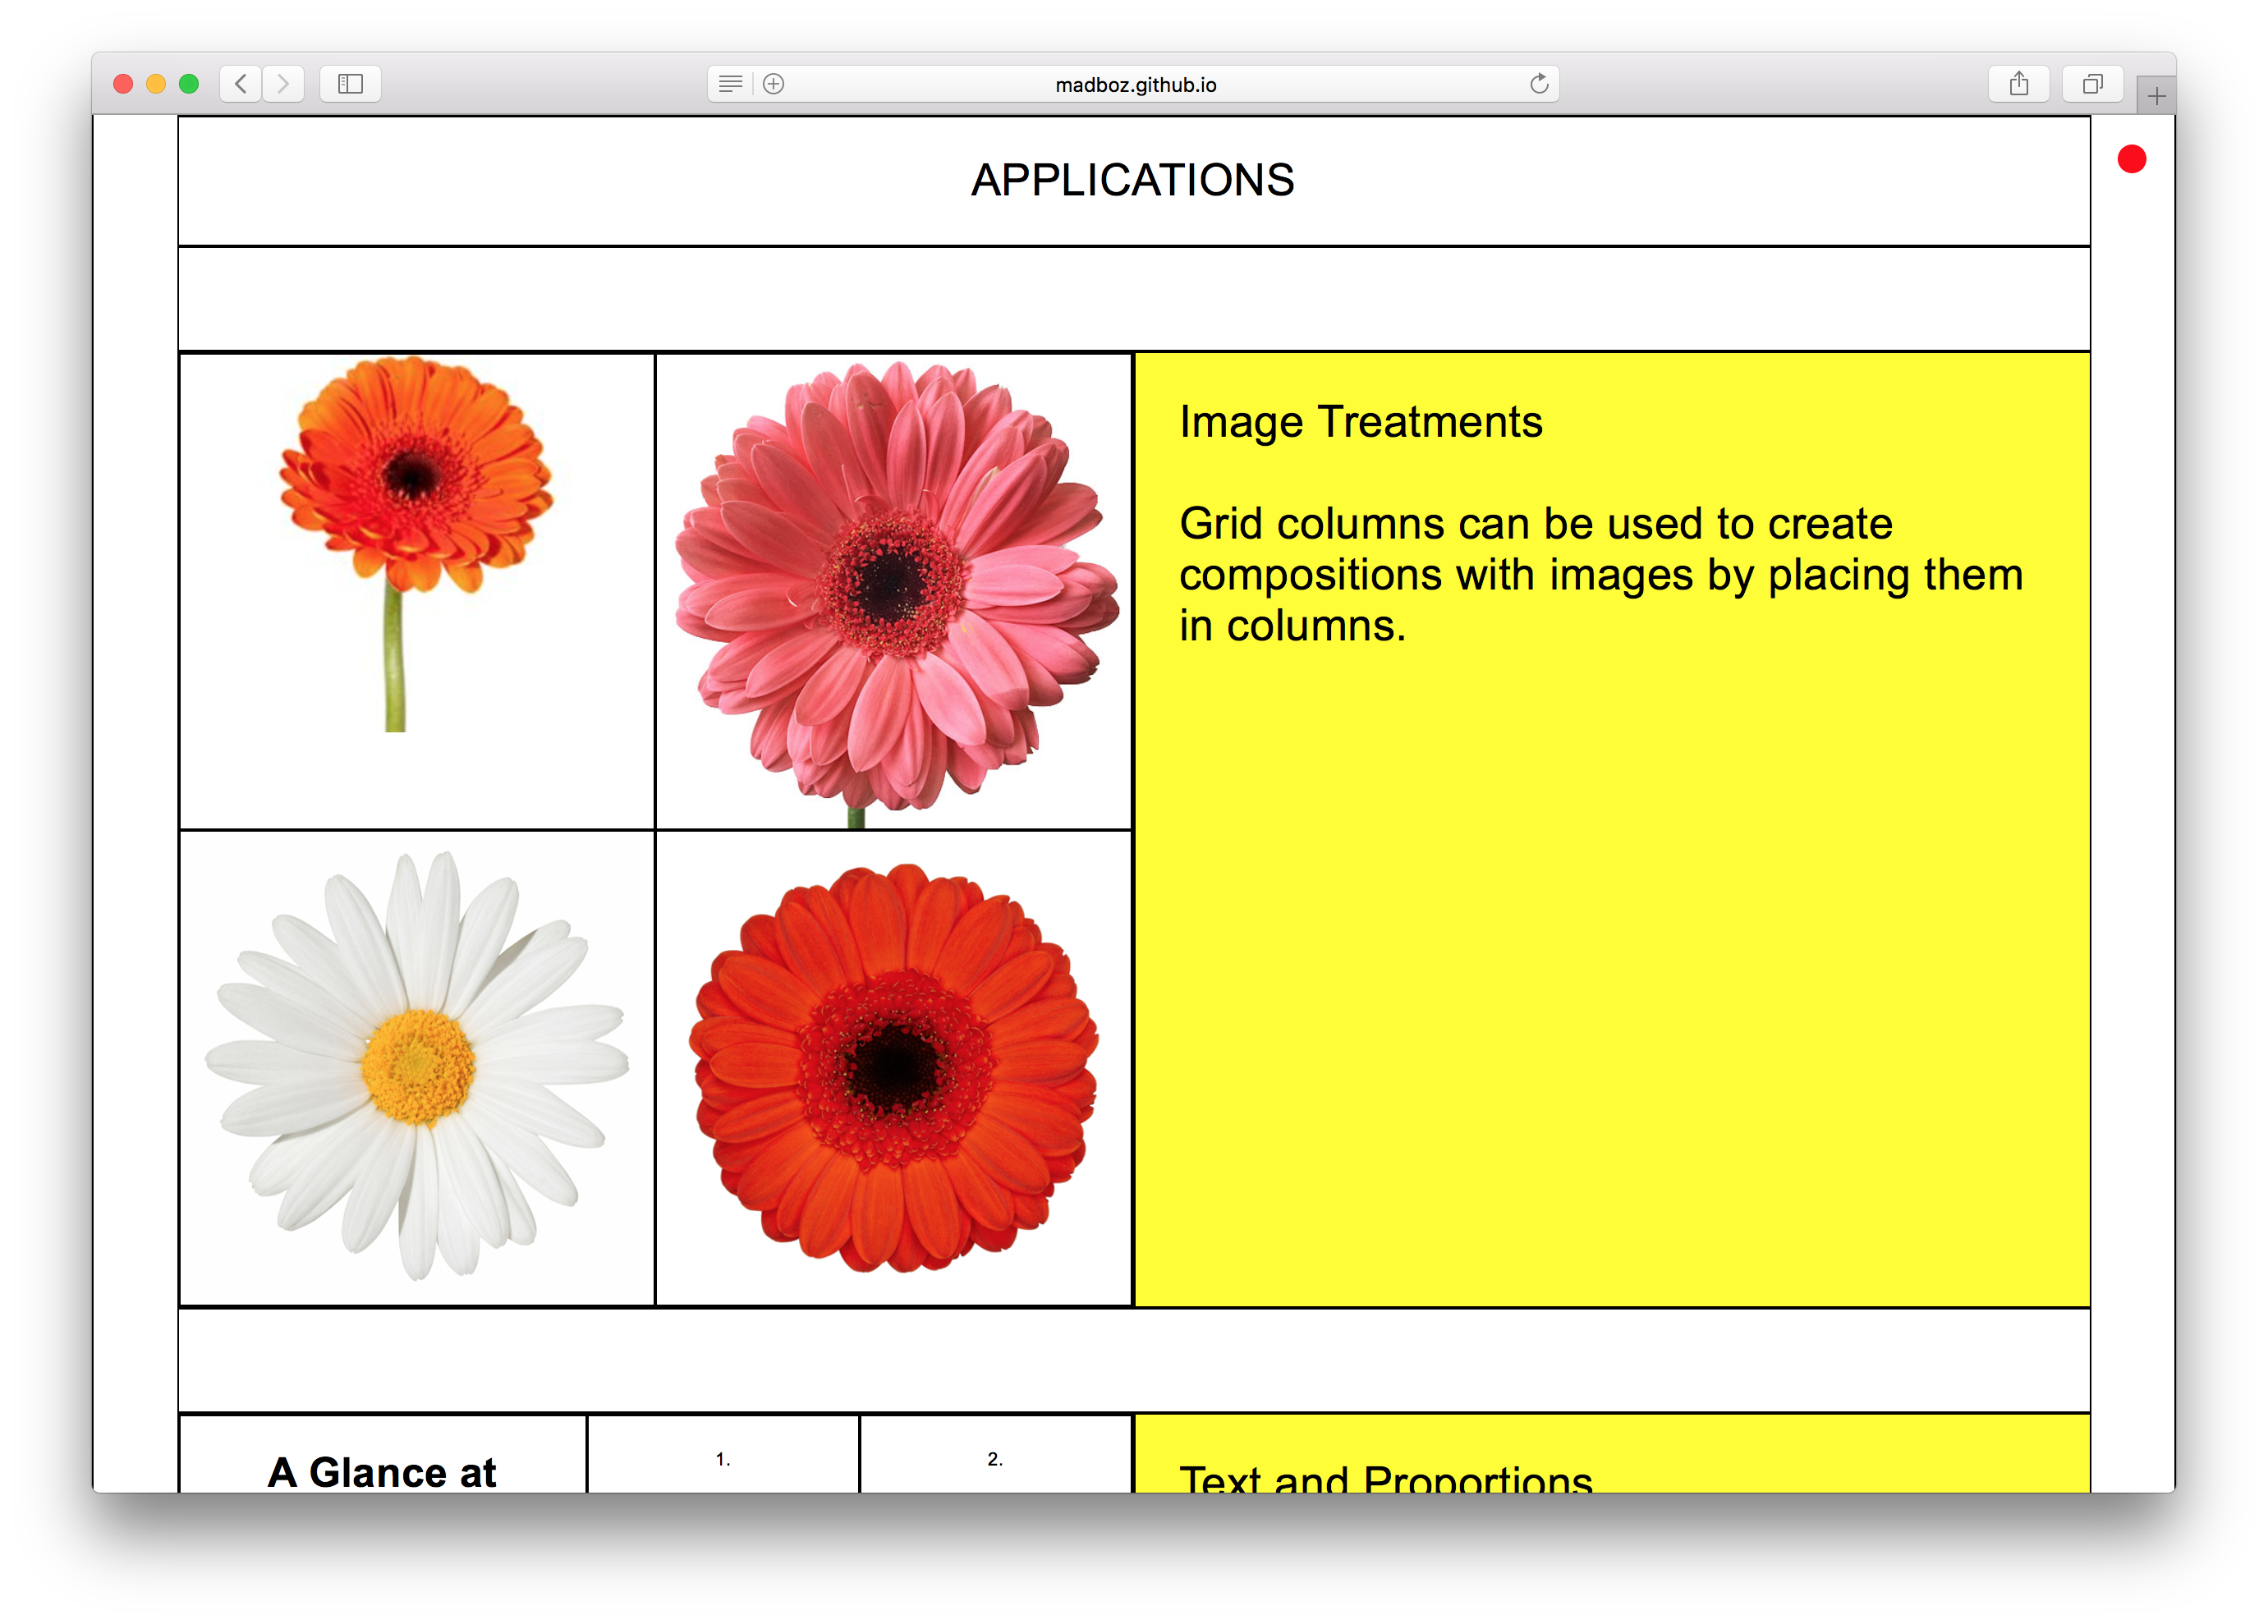 madboz.github.io
APPLICATIONS
Image Treatments
Grid columns can be used to create
compositions with images by placing them
in columns.
A Glance at
1.
2.
Text and Proportions